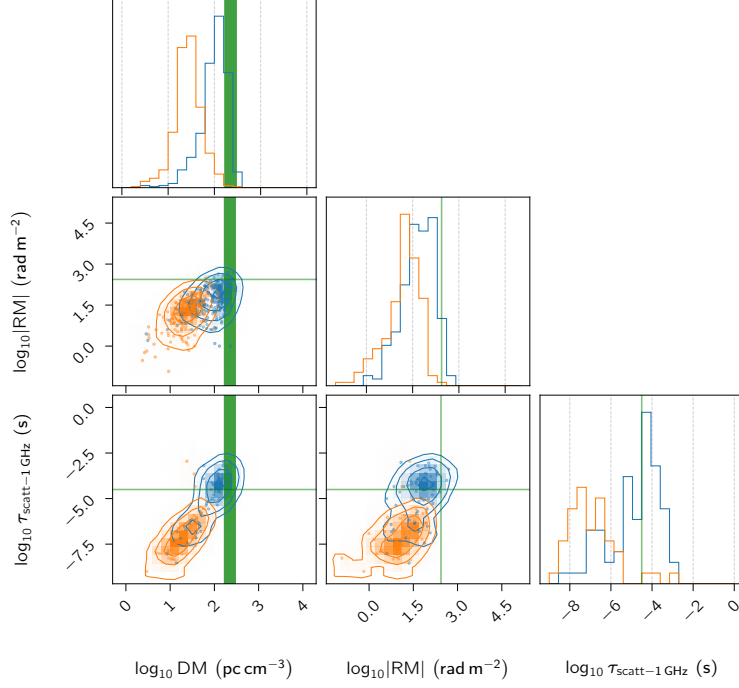 4.5
3.0
1.5
0.0
log₁₀|RM| (rad m⁻²)
0.0
−2.5
−5.0
−7.5
log₁₀ τ_scatt−1 GHz (s)
0 1 2 3 4
0.0 1.5 3.0 4.5
−8 −6 −4 −2 0
log₁₀ DM (pc cm⁻³)
log₁₀|RM| (rad m⁻²)
log₁₀ τ_scatt−1 GHz (s)